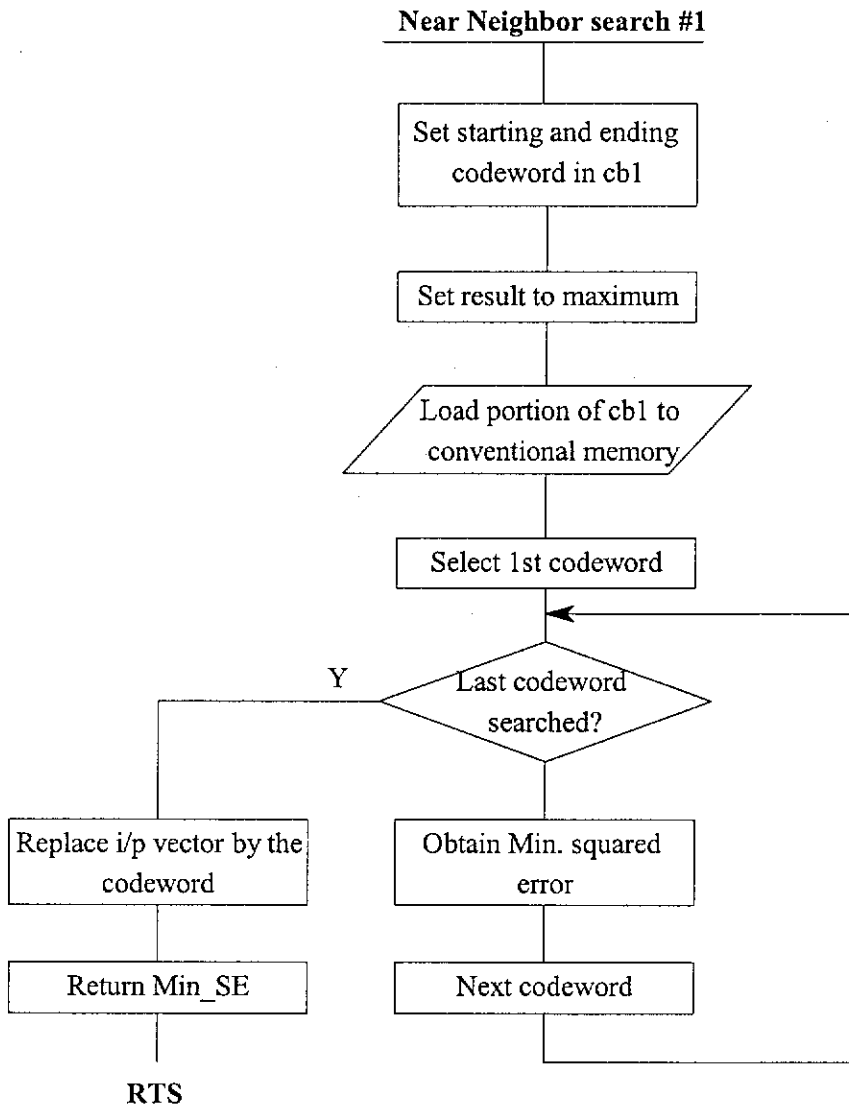 Near Neighbor search #1
Set starting and ending
codeword in cb1
Set result to maximum
Load portion of cb1 to
conventional memory
Select 1st codeword
Y
Last codeword
searched?
Replace i/p vector by the
codeword
Obtain Min. squared
error
Return Min_SE
Next codeword
RTS